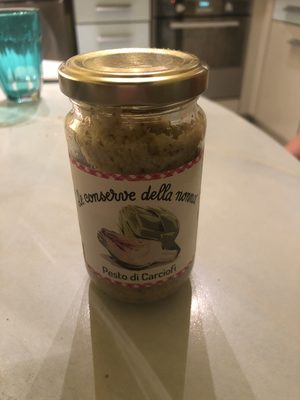 Le conserve della nonna
Pesto di Carciofi